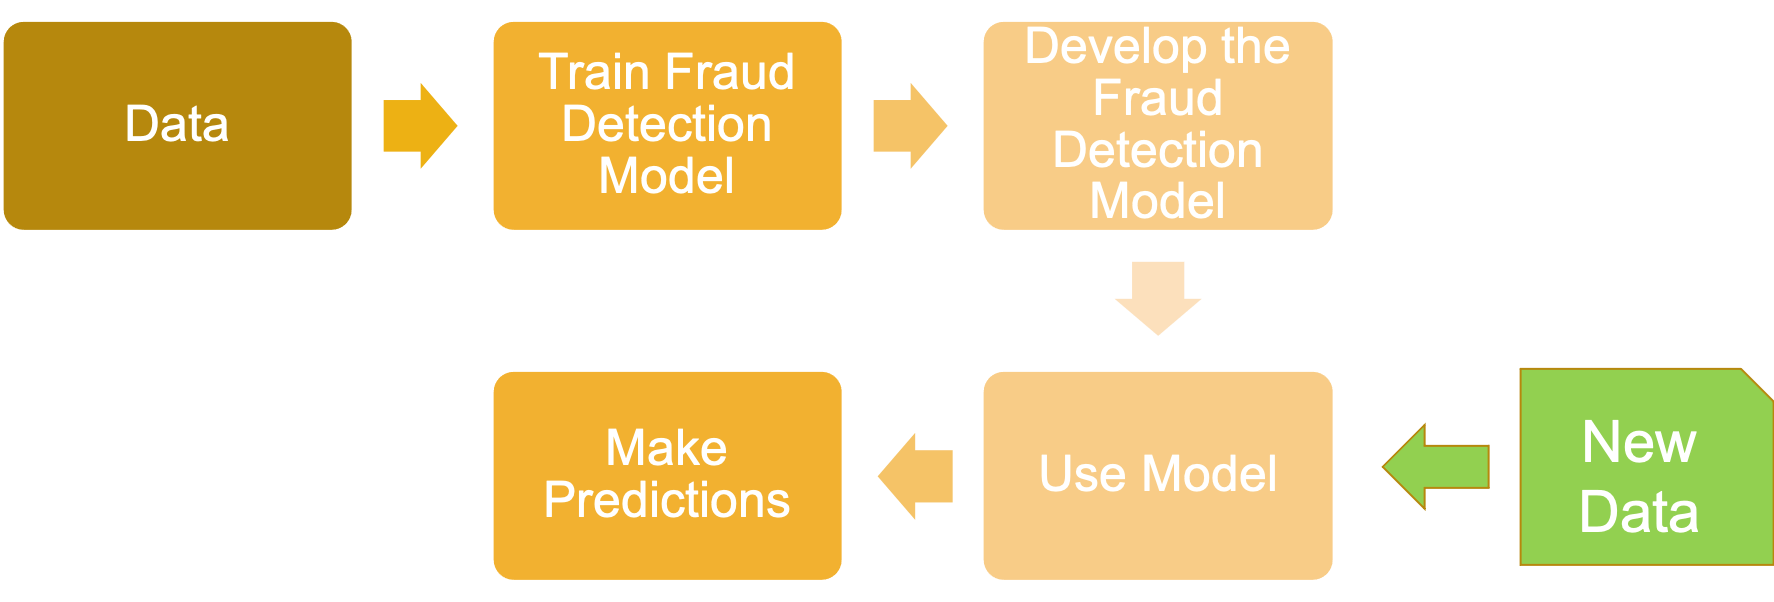 Data
Train Fraud
Detection
Model
Develop the
Fraud
Detection
Model
Make
Predictions
Use Model
New
Data